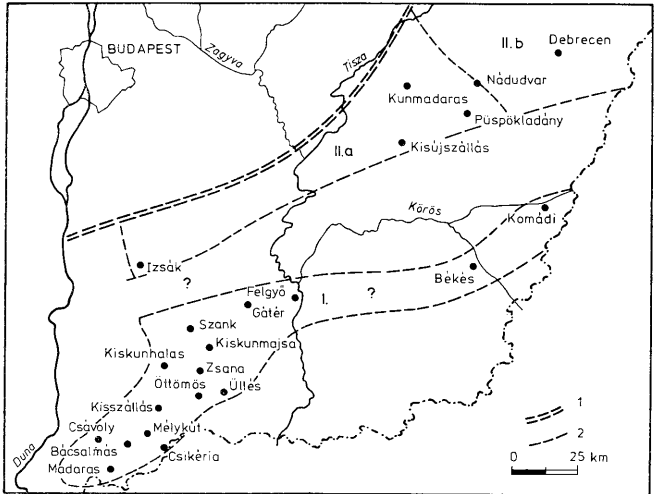 BUDAPEST
Zagyva
Tisza
II.b
Debrecen
Nádudvar
Kunmadaras
Püspökladány
II.a
Kisújszállás
Körös
Komádi
Izsák
?
Békés
Felgyő
I.
?
Gátér
Szank
Kiskunmajsa
Kiskunhalas
Zsana
Öttömös
Üllés
Kisszállás
Csávoly
Mélykút
Bácsalmás
Csikéria
Madaras
Duna
1
2
0 25 km